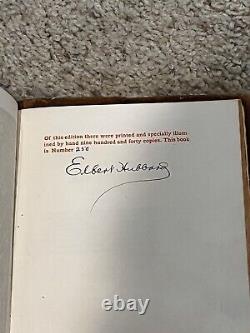 Of this edition there were printed and specially illum
ined by hand nine hundred and forty copies. This book
is Number
Elbert Hubbard
ebay